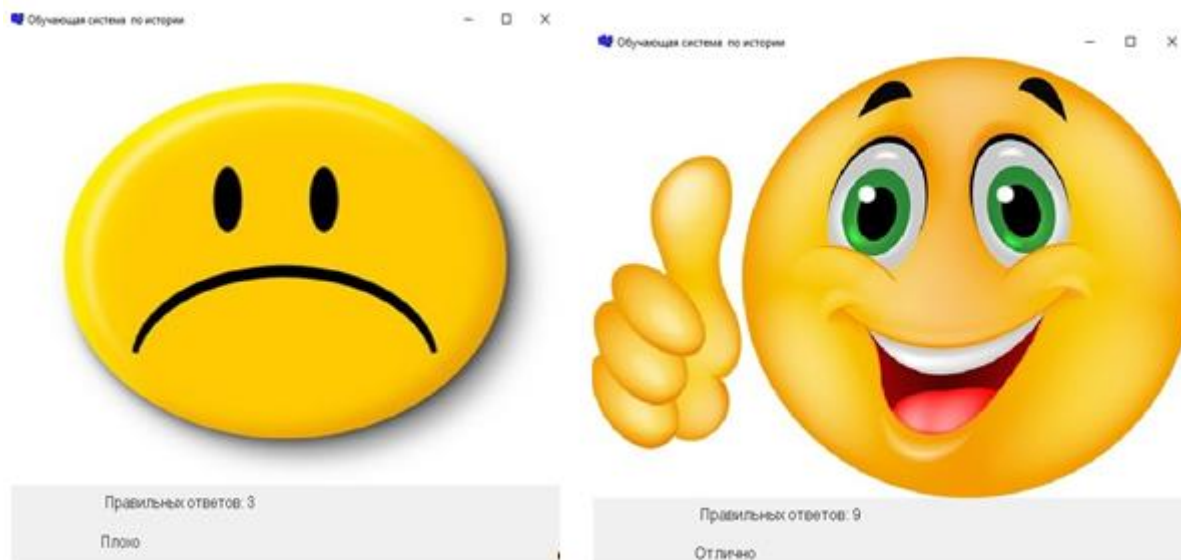 Обучающая система по истории
Правильных ответов: 3
Плохо
Обучающая система по истории
Правильных ответов: 9
Отлично